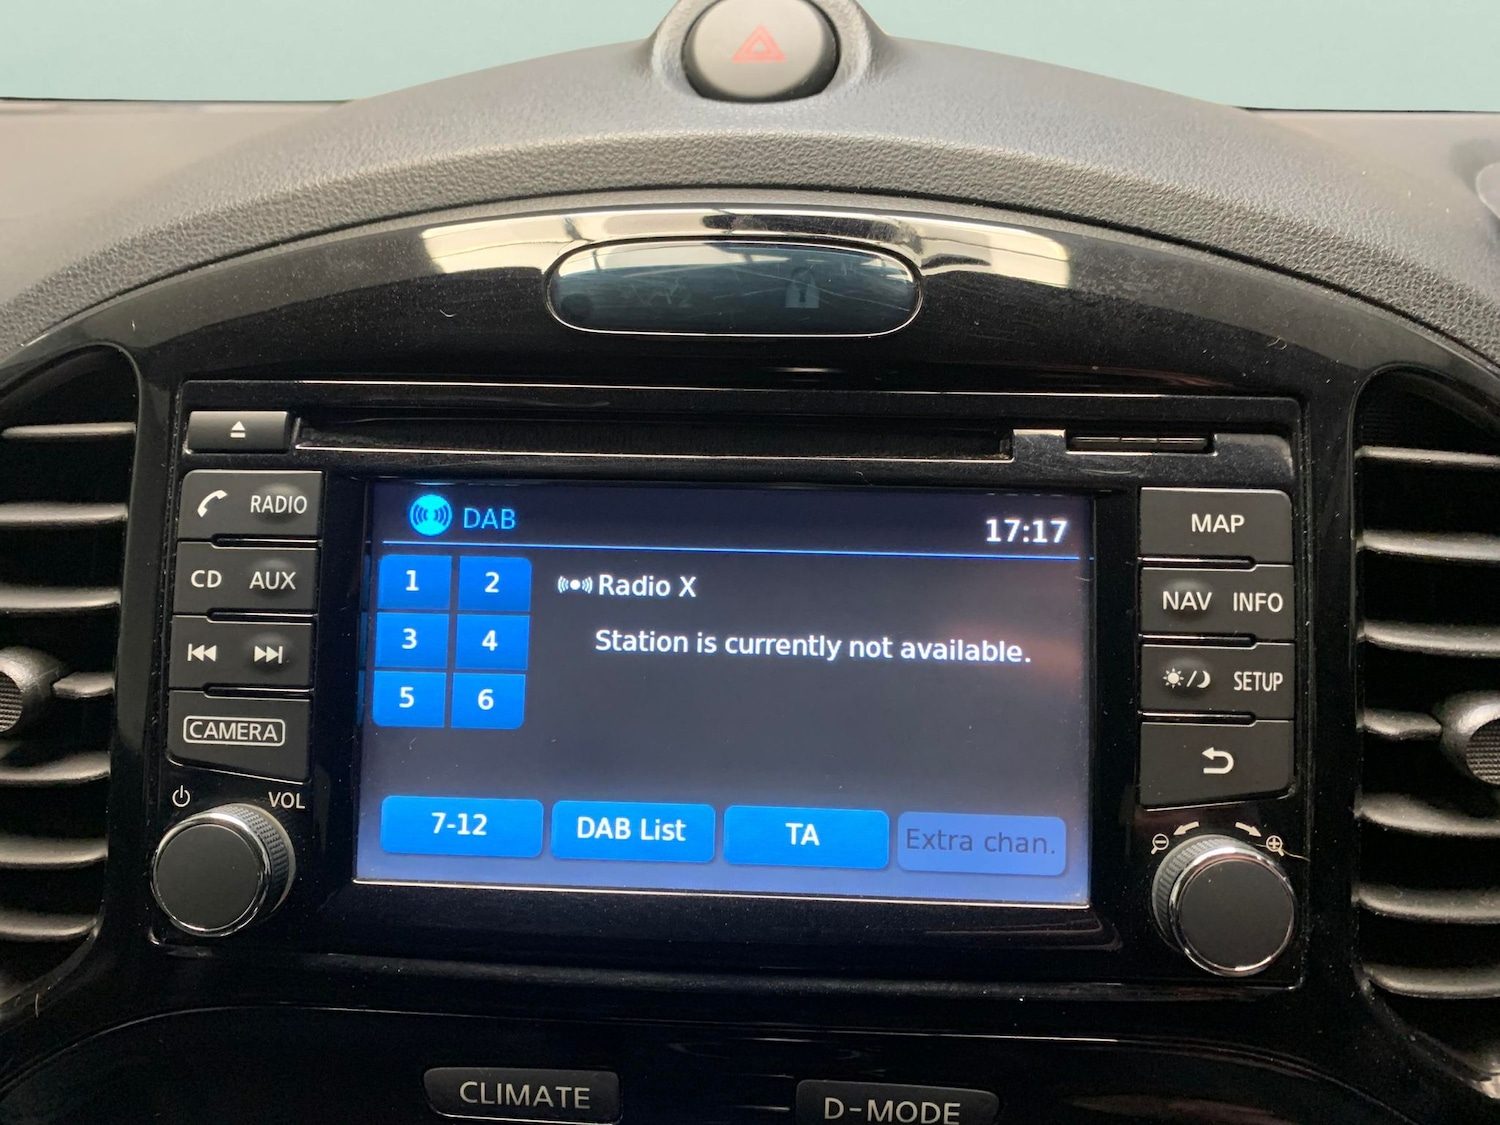 RADIO
CD AUX
CAMERA
VOL
DAB
17:17
1 2
3 4
5 6
Radio X
Station is currently not available.
7-12
DAB List
TA
Extra chan.
MAP
NAV INFO
SETUP
CLIMATE
D-MODE